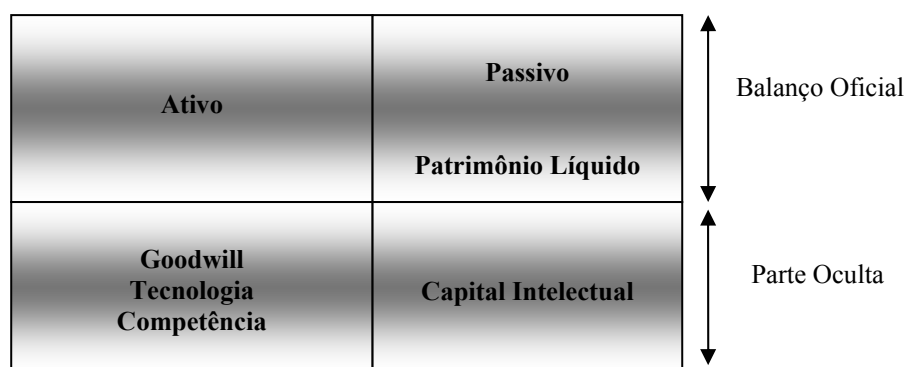 Ativo
Passivo
Patrimônio Líquido
Balanço Oficial
Goodwill
Tecnologia
Competência
Capital Intelectual
Parte Oculta